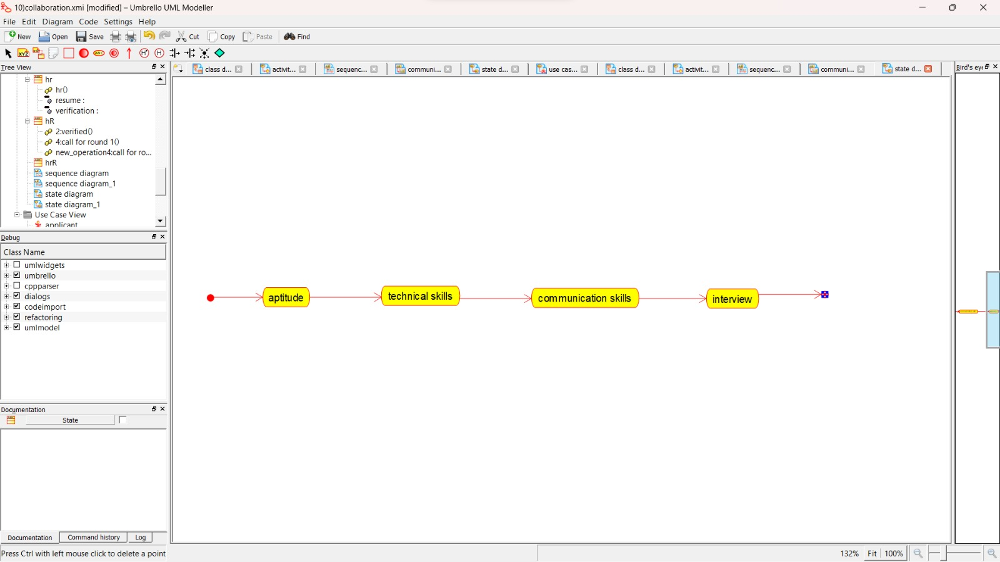 10)collaboration.xmi [modified] – Umbrello UML Modeller
File Edit Diagram Code Settings Help
New Open Save Cut Copy Paste Find
XYZ ABC H* H
Tree View
class d... activit... sequenc... communi... state d... use cas... class d... activit... sequenc... communi... state d...
Bird's eye
hr
hr()
resume :
verification :
hR
2:verified()
4:call for round 1()
new_operation4:call for ro...
hrR
sequence diagram
sequence diagram_1
state diagram
state diagram_1
Use Case View
applicant
Debug
Class Name
umlwidgets
umbrello
cppparser
dialogs
codeimport
refactoring
umlmodel
aptitude
technical skills
communication skills
interview
Documentation
State
Documentation Command history Log
Press Ctrl with left mouse click to delete a point
132% Fit 100%